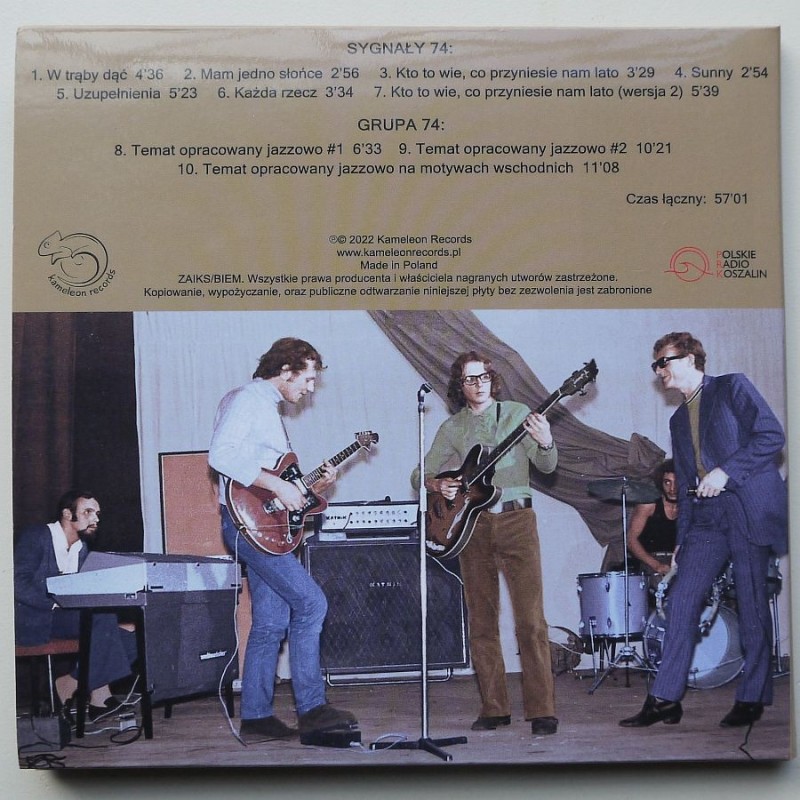 SYGNAŁY 74:
1. W trąby dąć 4'36 2. Mam jedno słońce 2'56 3. Kto to wie, co przyniesie nam lato 3'29 4. Sunny 2'54
5. Uzupełnienia 5'23 6. Każda rzecz 3'34 7. Kto to wie, co przyniesie nam lato (wersja 2) 5'39
GRUPA 74:
8. Temat opracowany jazzowo #1 6'33 9. Temat opracowany jazzowo #2 10'21
10. Temat opracowany jazzowo na motywach wschodnich 11'08
Czas łączny: 57'01
℗© 2022 Kameleon Records
www.kameleonrecords.pl
Made in Poland
ZAIKS/BIEM. Wszystkie prawa producenta i właściciela nagranych utworów zastrzeżone.
Kopiowanie, wypożyczanie, oraz publiczne odtwarzanie niniejszej płyty bez zezwolenia jest zabronione
kameleon records
POLSKIE
RADIO
KOSZALIN